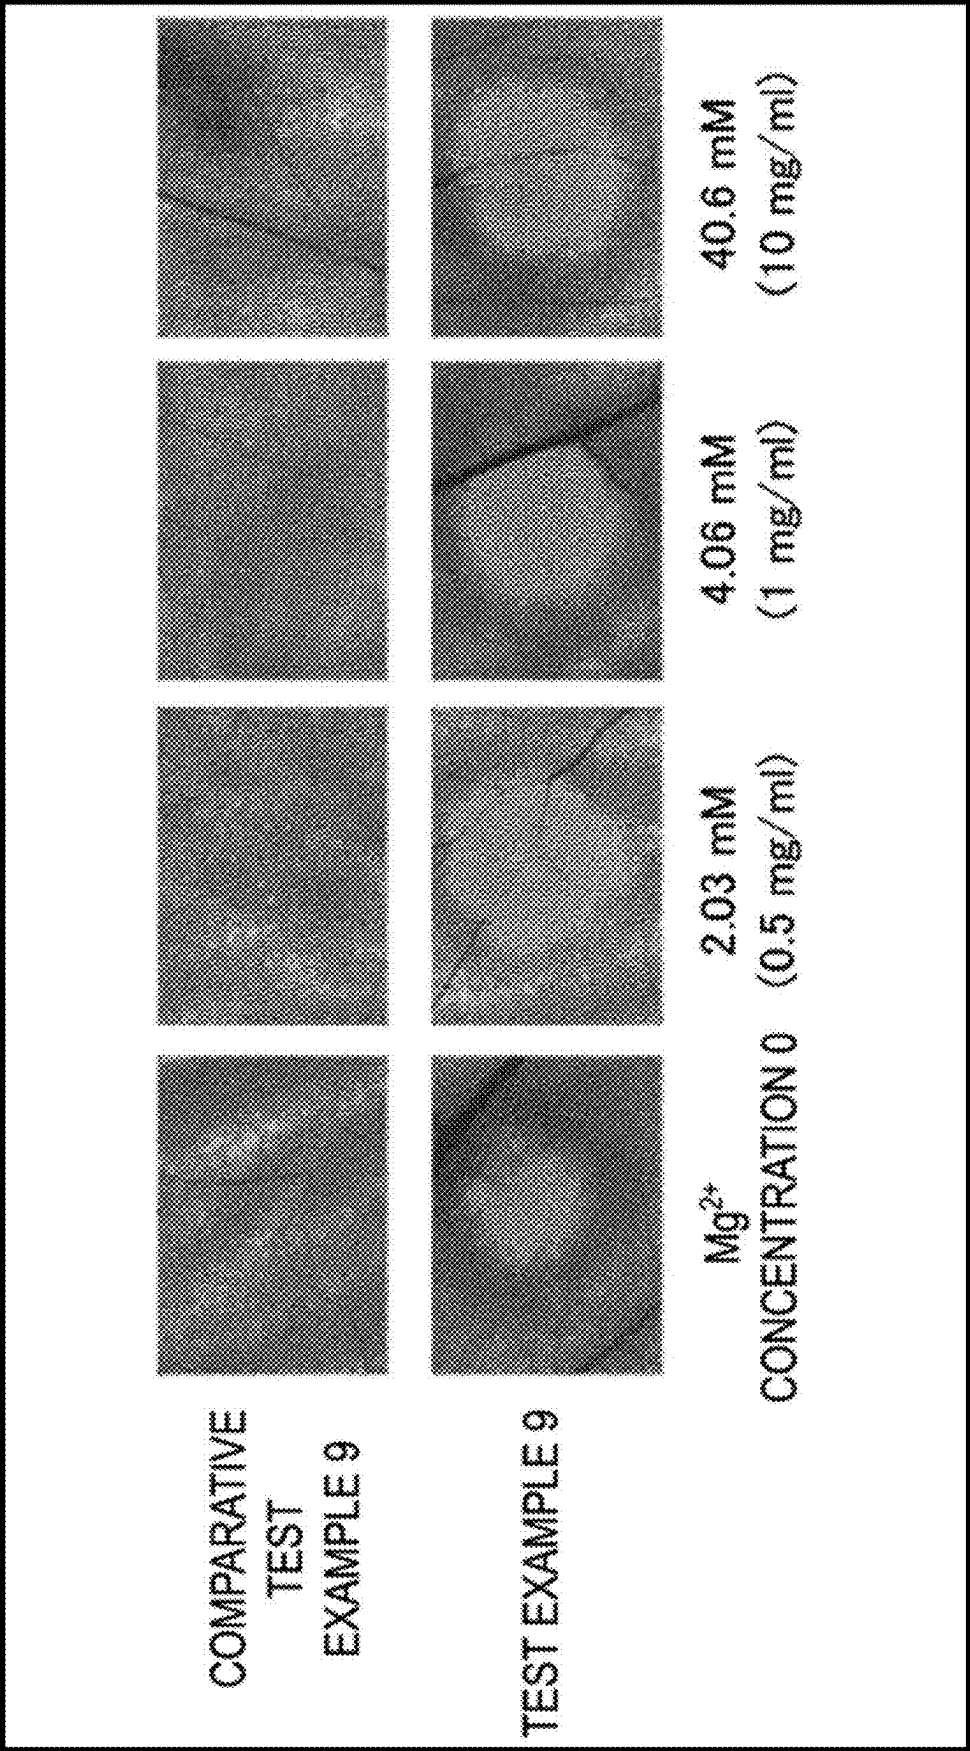 COMPARATIVE
TEST
EXAMPLE 9
TEST EXAMPLE 9
Mg²⁺
CONCENTRATION 0
2.03 mM
(0.5 mg/ml)
4.06 mM
(1 mg/ml)
40.6 mM
(10 mg/ml)